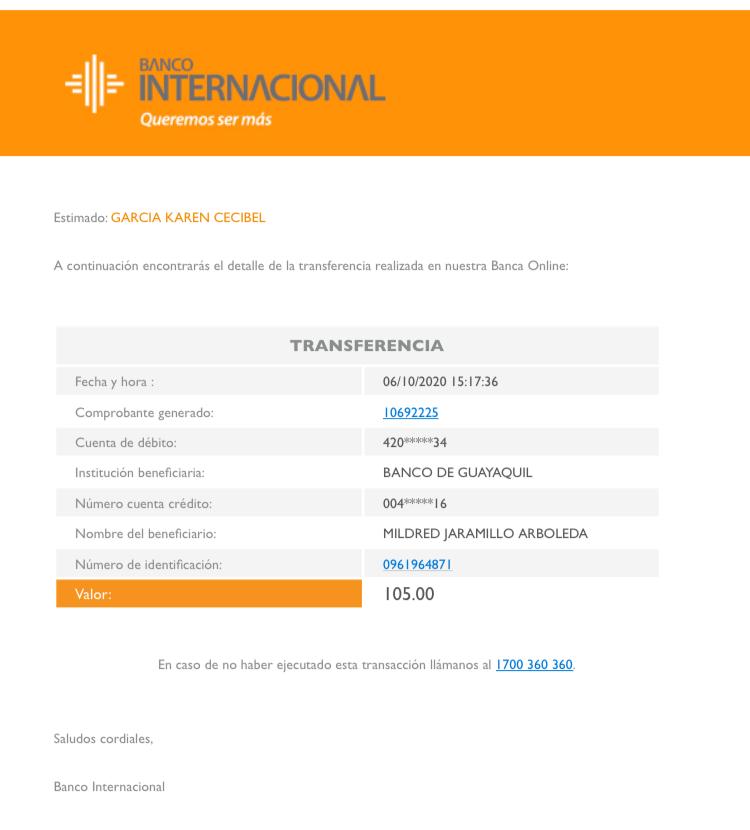 BANCO
INTERNACIONAL
Queremos ser más
Estimado: GARCIA KAREN CECIBEL
A continuación encontrarás el detalle de la transferencia realizada en nuestra Banca Online:
TRANSFERENCIA
Fecha y hora : 06/10/2020 15:17:36
Comprobante generado: 10692225
Cuenta de débito: 420*****34
Institución beneficiaria: BANCO DE GUAYAQUIL
Número cuenta crédito: 004*****16
Nombre del beneficiario: MILDRED JARAMILLO ARBOLEDA
Número de identificación: 0961964871
Valor: 105.00
En caso de no haber ejecutado esta transacción llámanos al 1700 360 360.
Saludos cordiales,
Banco Internacional